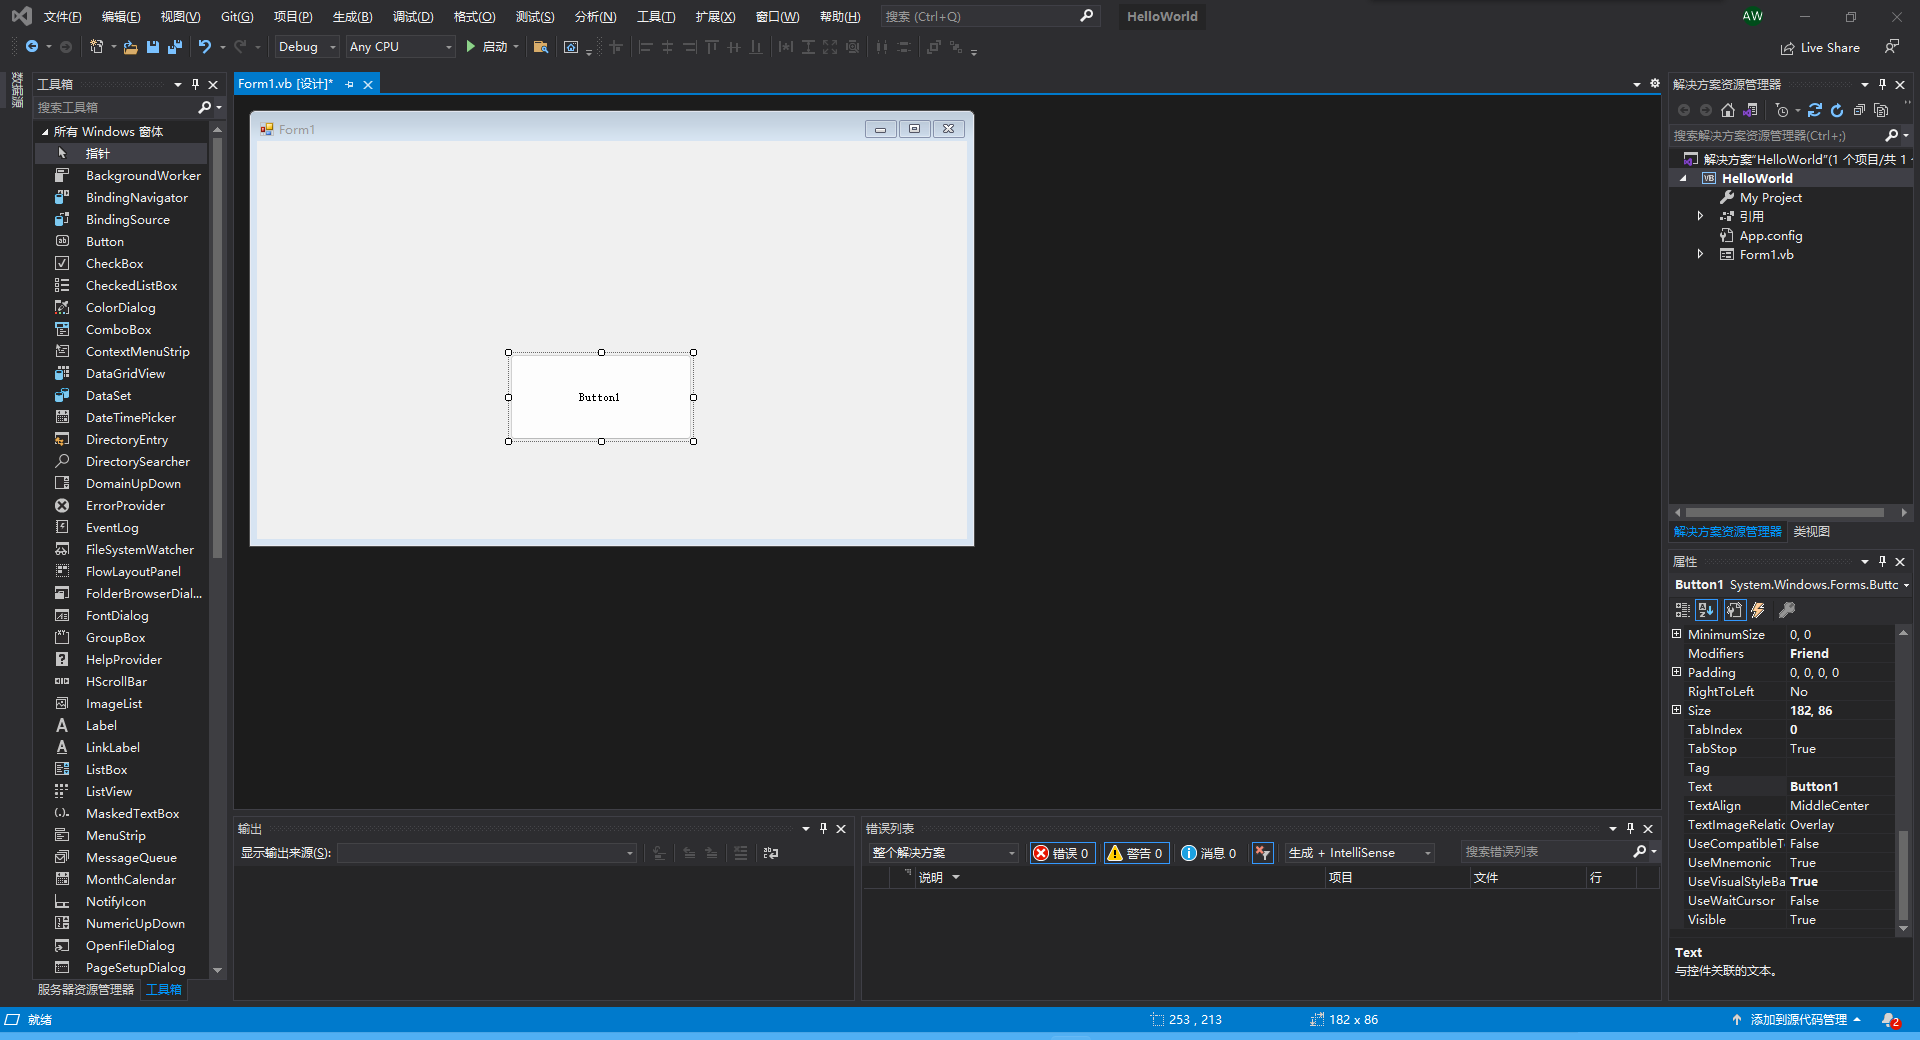 文件(F) 编辑(E) 视图(V) Git(G) 项目(P) 生成(B) 调试(D) 格式(O) 测试(S) 分析(N) 工具(T) 扩展(X) 窗口(W) 帮助(H) 搜索 (Ctrl+Q) HelloWorld AW
Debug Any CPU 启动 Live Share
数据源
工具箱
搜索工具箱
所有 Windows 窗体
指针
BackgroundWorker
BindingNavigator
BindingSource
Button
CheckBox
CheckedListBox
ColorDialog
ComboBox
ContextMenuStrip
DataGridView
DataSet
DateTimePicker
DirectoryEntry
DirectorySearcher
DomainUpDown
ErrorProvider
EventLog
FileSystemWatcher
FlowLayoutPanel
FolderBrowserDial...
FontDialog
GroupBox
HelpProvider
HScrollBar
ImageList
Label
LinkLabel
ListBox
ListView
MaskedTextBox
MenuStrip
MessageQueue
MonthCalendar
NotifyIcon
NumericUpDown
OpenFileDialog
PageSetupDialog
服务器资源管理器 工具箱
Form1.vb [设计]*
Form1
Button1
输出
显示输出来源(S):
错误列表
整个解决方案 错误 0 警告 0 消息 0 生成 + IntelliSense 搜索错误列表
说明 项目 文件 行
解决方案资源管理器
搜索解决方案资源管理器(Ctrl+;)
解决方案"HelloWorld"(1 个项目/共 1
HelloWorld
My Project
引用
App.config
Form1.vb
解决方案资源管理器 类视图
属性
Button1 System.Windows.Forms.Butto
MinimumSize 0, 0
Modifiers Friend
Padding 0, 0, 0, 0
RightToLeft No
Size 182, 86
TabIndex 0
TabStop True
Tag
Text Button1
TextAlign MiddleCenter
TextImageRelatic Overlay
UseCompatibleTe False
UseMnemonic True
UseVisualStyleBa True
UseWaitCursor False
Visible True
Text
与控件关联的文本。
就绪 253 , 213 182 x 86 添加到源代码管理 2